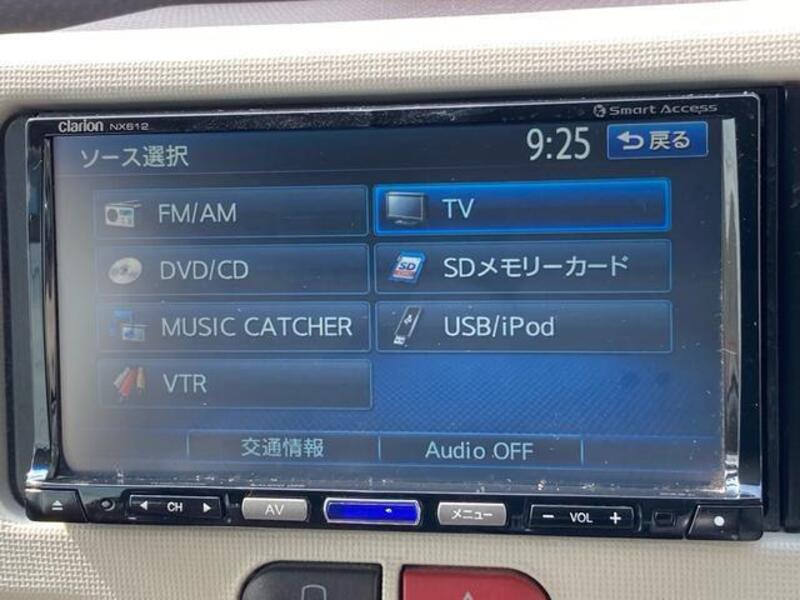 clarion NX612
Smart Access
ソース選択
9:25
戻る
FM/AM
TV
DVD/CD
SD
SDメモリーカード
MUSIC CATCHER
USB/iPod
VTR
交通情報
Audio OFF
CH
AV
メニュー
VOL